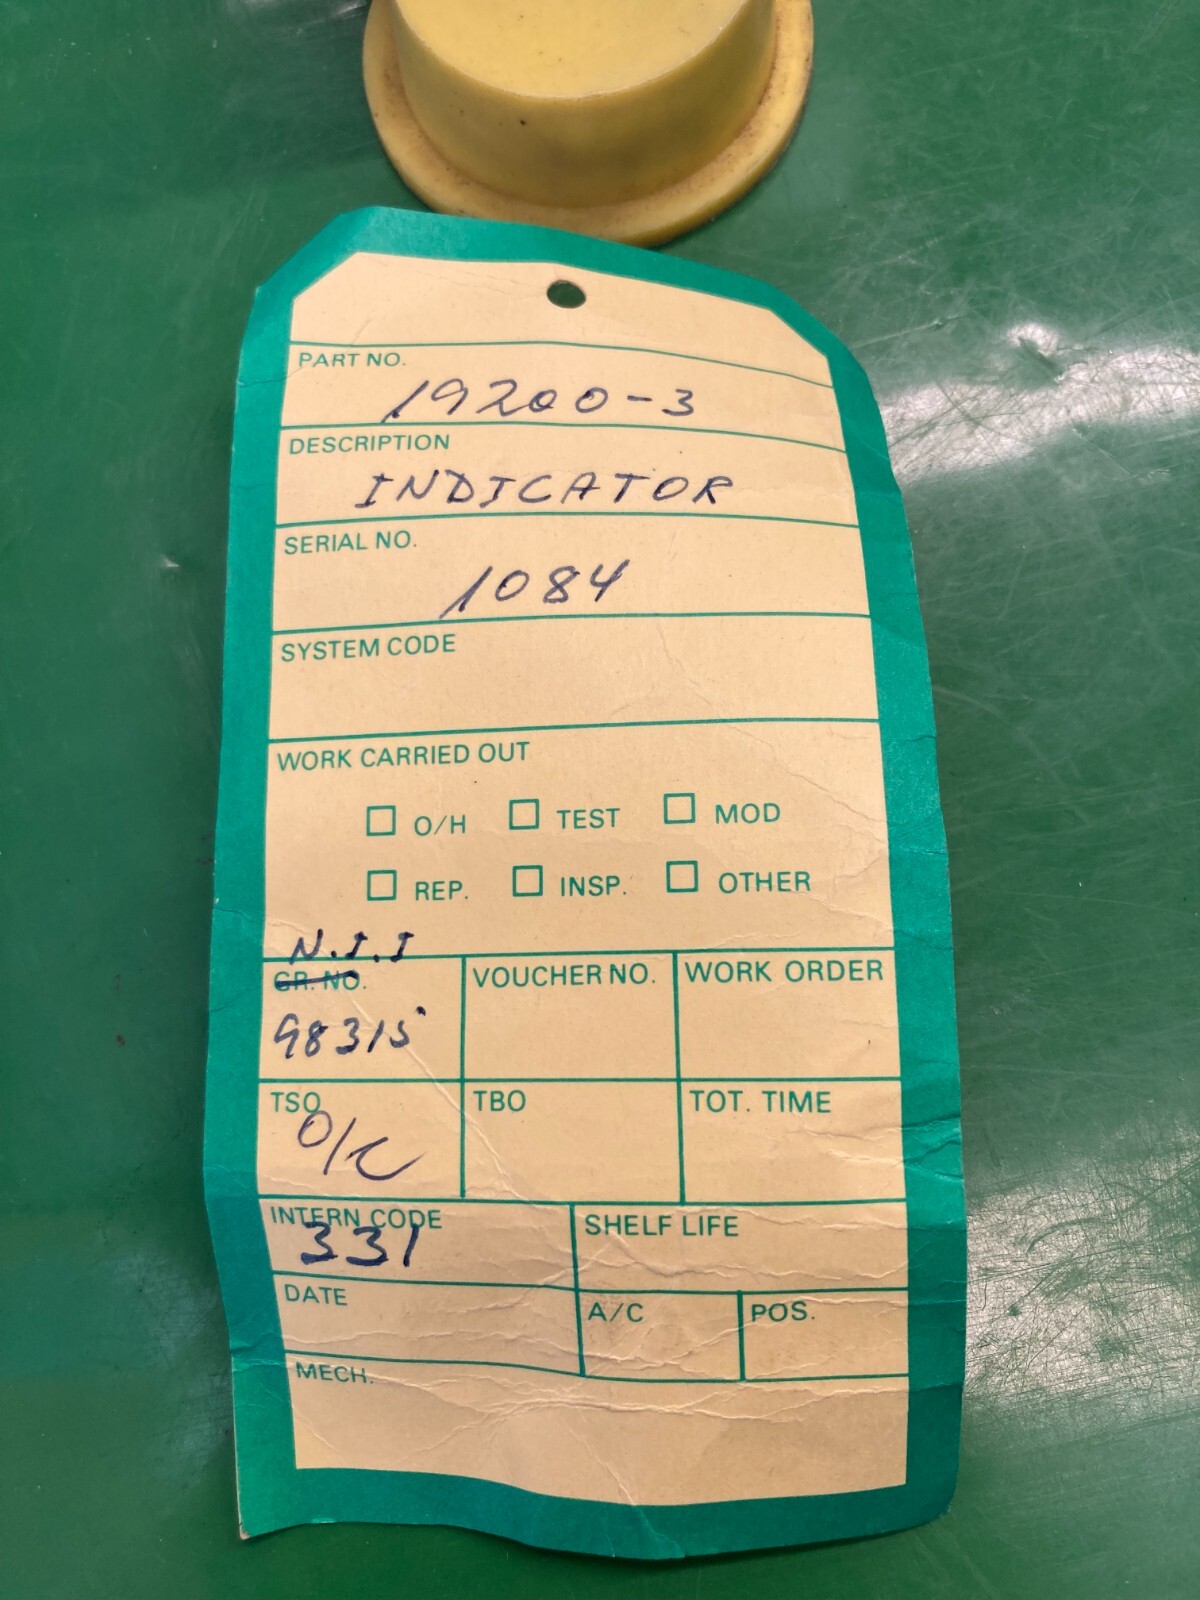 PART NO.
19200-3
DESCRIPTION
INDICATOR
SERIAL NO.
1084
SYSTEM CODE
WORK CARRIED OUT
O/H TEST MOD
REP. INSP. OTHER
N.I.I
GR. NO. VOUCHER NO. WORK ORDER
98315
TSO TBO TOT. TIME
O/C
INTERN CODE SHELF LIFE
331
DATE A/C POS.
MECH.